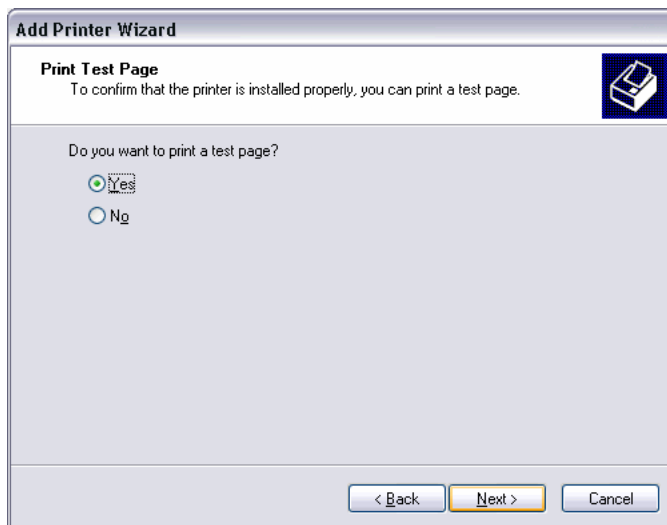 Add Printer Wizard
Print Test Page
To confirm that the printer is installed properly, you can print a test page.
Do you want to print a test page?
Yes
No
< Back
Next >
Cancel